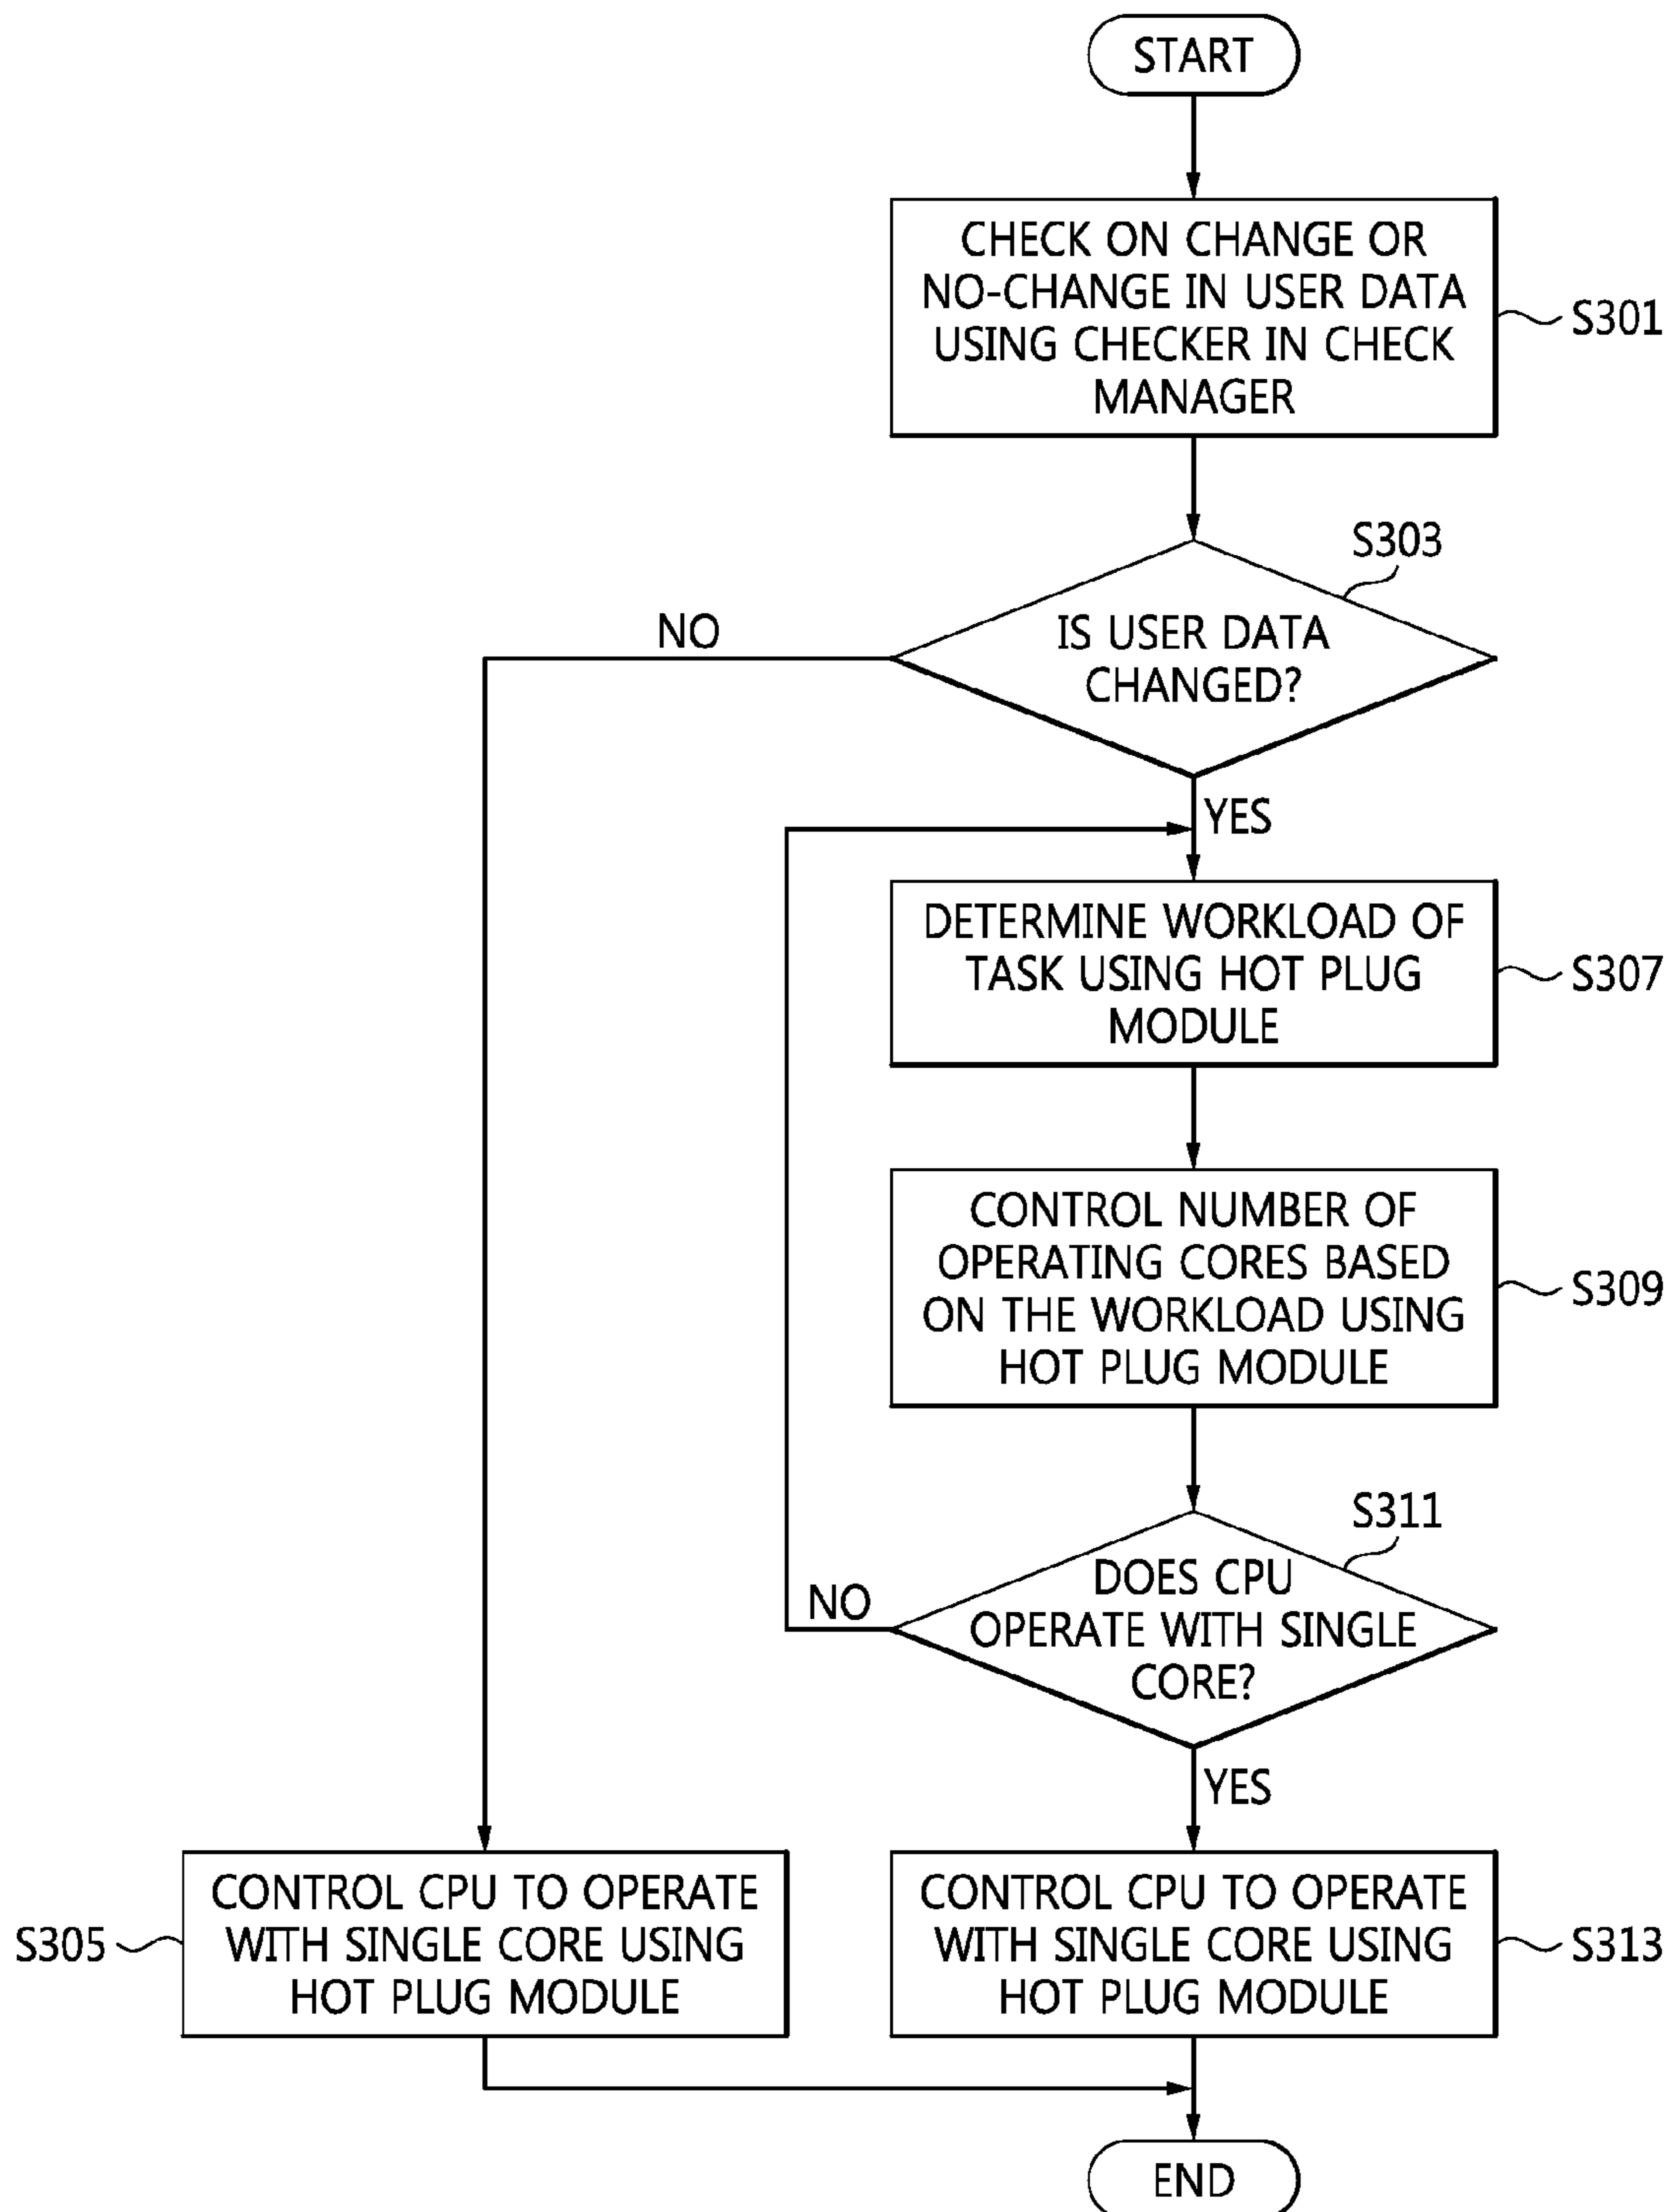 START
CHECK ON CHANGE OR
NO-CHANGE IN USER DATA
USING CHECKER IN CHECK
MANAGER
S301
S303
IS USER DATA
CHANGED?
NO
YES
DETERMINE WORKLOAD OF
TASK USING HOT PLUG
MODULE
S307
CONTROL NUMBER OF
OPERATING CORES BASED
ON THE WORKLOAD USING
HOT PLUG MODULE
S309
S311
DOES CPU
OPERATE WITH SINGLE
CORE?
NO
YES
S305
CONTROL CPU TO OPERATE
WITH SINGLE CORE USING
HOT PLUG MODULE
CONTROL CPU TO OPERATE
WITH SINGLE CORE USING
HOT PLUG MODULE
S313
END